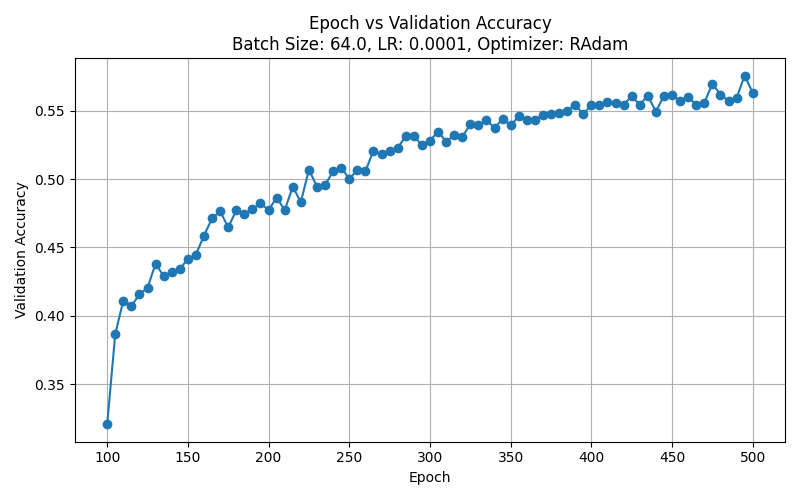 Epoch vs Validation Accuracy
Batch Size: 64.0, LR: 0.0001, Optimizer: RAdam
Validation Accuracy
0.55
0.50
0.45
0.40
0.35
100 150 200 250 300 350 400 450 500
Epoch